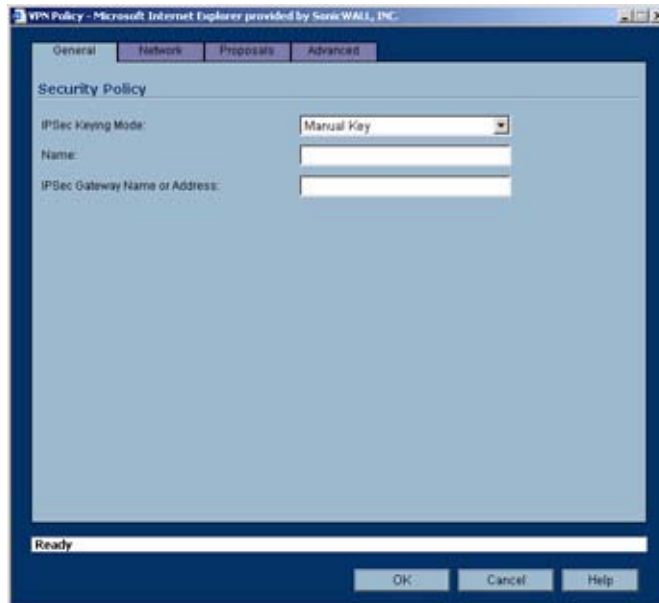 VPN Policy - Microsoft Internet Explorer provided by SonicWALL, INC.
General Network Proposals Advanced
Security Policy
IPSec Keying Mode: Manual Key
Name:
IPSec Gateway Name or Address:
Ready
OK Cancel Help